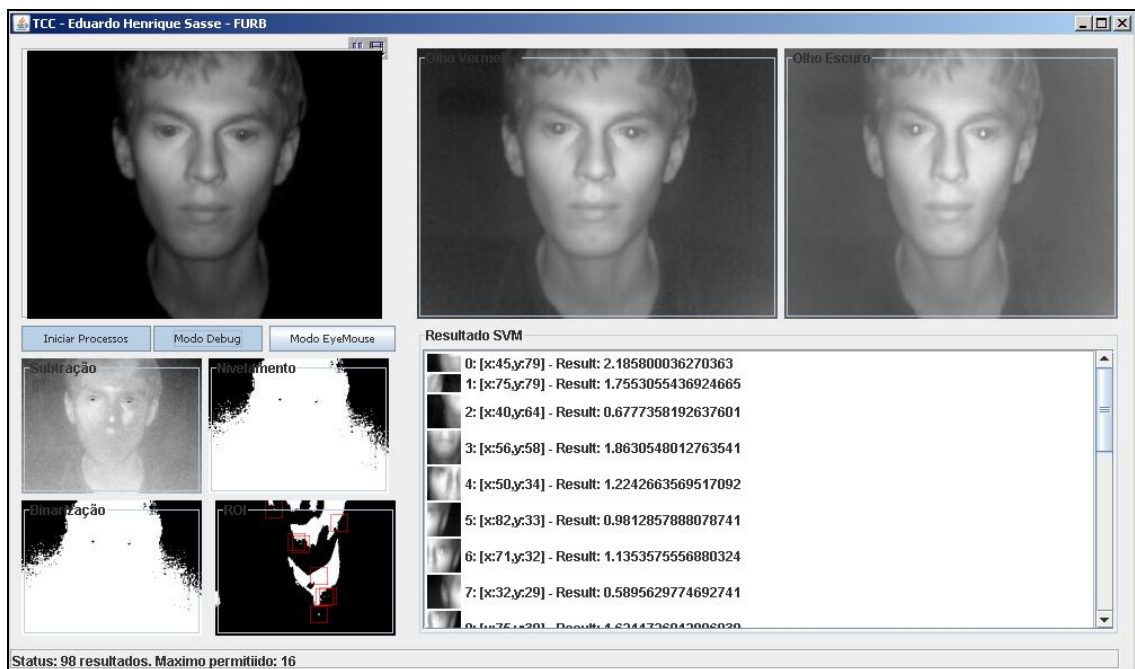 TCC - Eduardo Henrique Sasse - FURB
Olho
Olho Escuro
Iniciar Processos
Modo Debug
Modo EyeMouse
Subtração
Nivelamento
Binarização
ROI
Resultado SVM
0: [x:45,y:79] - Result: 2.185800036270363
1: [x:75,y:79] - Result: 1.7553055436924665
2: [x:40,y:64] - Result: 0.6777358192637601
3: [x:56,y:58] - Result: 1.8630548012763541
4: [x:50,y:34] - Result: 1.2242663569517092
5: [x:82,y:33] - Result: 0.9812857888078741
6: [x:71,y:32] - Result: 1.1353575556880324
7: [x:32,y:29] - Result: 0.5895629774692741
Status: 98 resultados. Maximo permitiido: 16